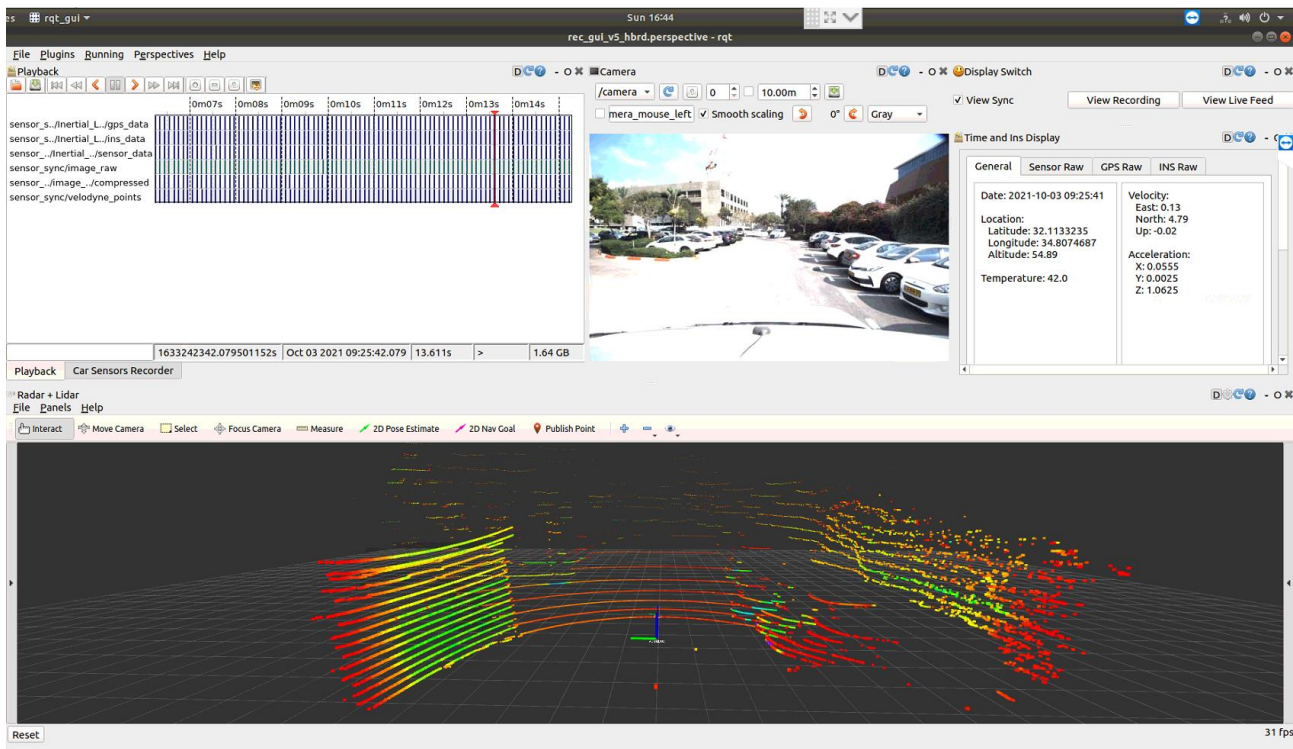 es rqt_gui Sun 16:44
rec_gui_v5_hbrd.perspective - rqt
File Plugins Running Perspectives Help
Playback
0m07s 0m08s 0m09s 0m10s 0m11s 0m12s 0m13s 0m14s
sensor_s../Inertial_L../gps_data
sensor_s../Inertial_L../ins_data
sensor_../Inertial_../sensor_data
sensor_sync/image_raw
sensor_../image_../compressed
sensor_sync/velodyne_points
1633242342.079501152s Oct 03 2021 09:25:42.079 13.611s > 1.64 GB
Playback Car Sensors Recorder
Camera
/camera 0 10.00m
mera_mouse_left Smooth scaling 0° Gray
Display Switch
View Sync View Recording View Live Feed
Time and Ins Display
General Sensor Raw GPS Raw INS Raw
Date: 2021-10-03 09:25:41
Location:
Latitude: 32.1133235
Longitude: 34.8074687
Altitude: 54.89
Temperature: 42.0
Velocity:
East: 0.13
North: 4.79
Up: -0.02
Acceleration:
X: 0.0555
Y: 0.0025
Z: 1.0625
Radar + Lidar
File Panels Help
Interact Move Camera Select Focus Camera Measure 2D Pose Estimate 2D Nav Goal Publish Point
Reset 31 fps